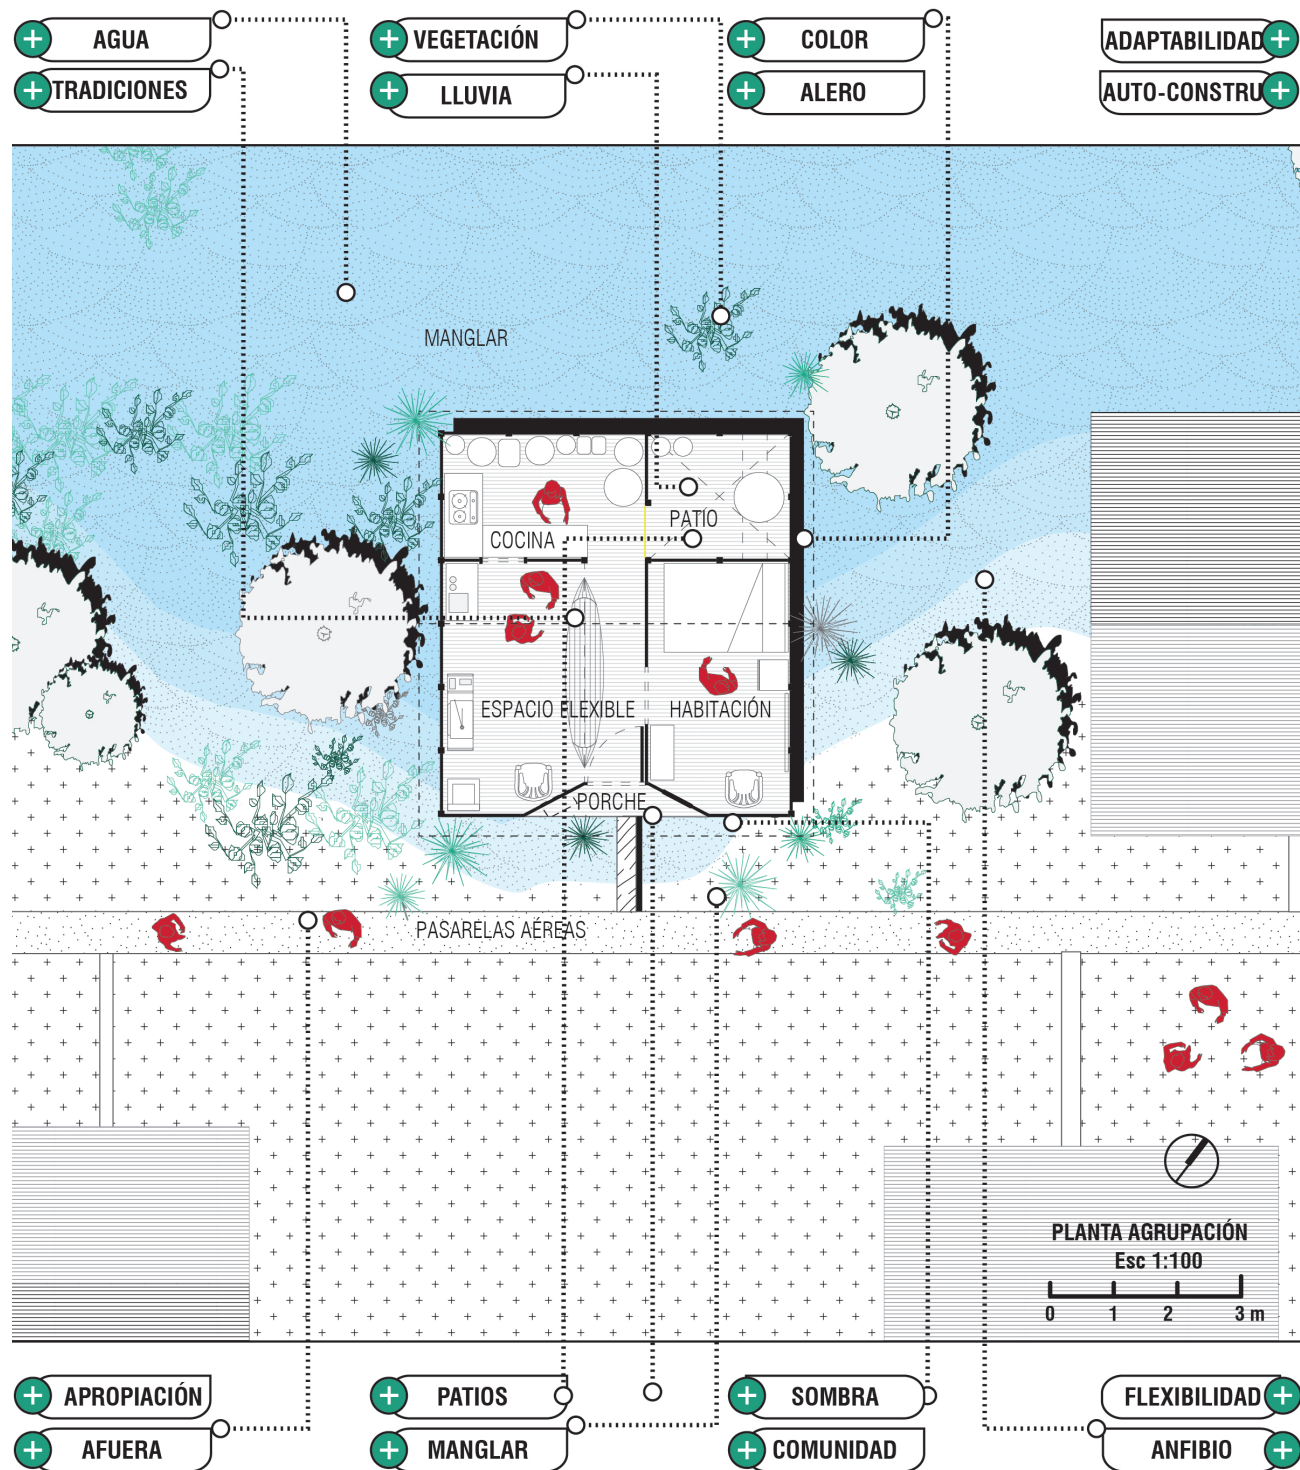 AGUA
VEGETACIÓN
COLOR
ADAPTABILIDAD
TRADICIONES
LLUVIA
ALERO
AUTO-CONSTRU
MANGLAR
PATIO
COCINA
ESPACIO FLEXIBLE
HABITACIÓN
PORCHE
PASARELAS AÉREAS
PLANTA AGRUPACIÓN
Esc 1:100
0 1 2 3 m
APROPIACIÓN
PATIOS
SOMBRA
FLEXIBILIDAD
AFUERA
MANGLAR
COMUNIDAD
ANFIBIO